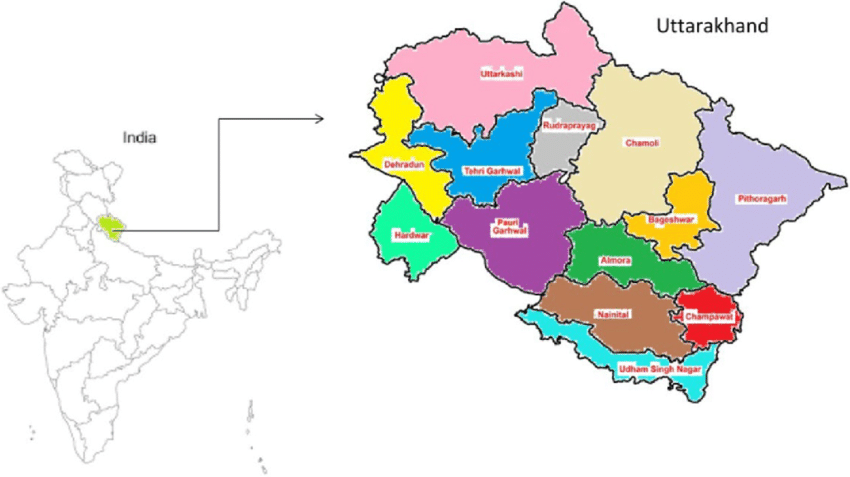 Uttarakhand
India
Uttarkashi
Rudraprayag
Chamoli
Dehradun
Tehri Garhwal
Pithoragarh
Bageshwar
Pauri
Garhwal
Hardwar
Almora
Nainital
Champawat
Udham Singh Nagar